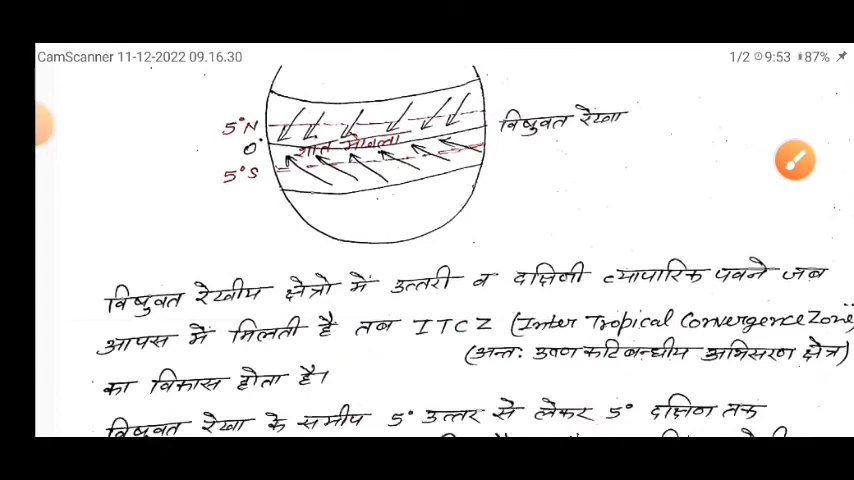 CamScanner 11-12-2022 09.16.30
1/2 9:53 87%
5°N
विषुवत रेखा
0°
शांत मेखला
5°S
विषुवत रेखीय क्षेत्रो में उत्तरी व दक्षिणी व्यापारिक पवने जब
आपस में मिलती है तब ITCZ (Inter Tropical Convergence Zone)
(अन्तः उष्ण कटिबन्धीय अभिसरण क्षेत्र)
का विकास होता है।
विषुवत रेखा के समीप 5° उत्तर से लेकर 5° दक्षिण तक